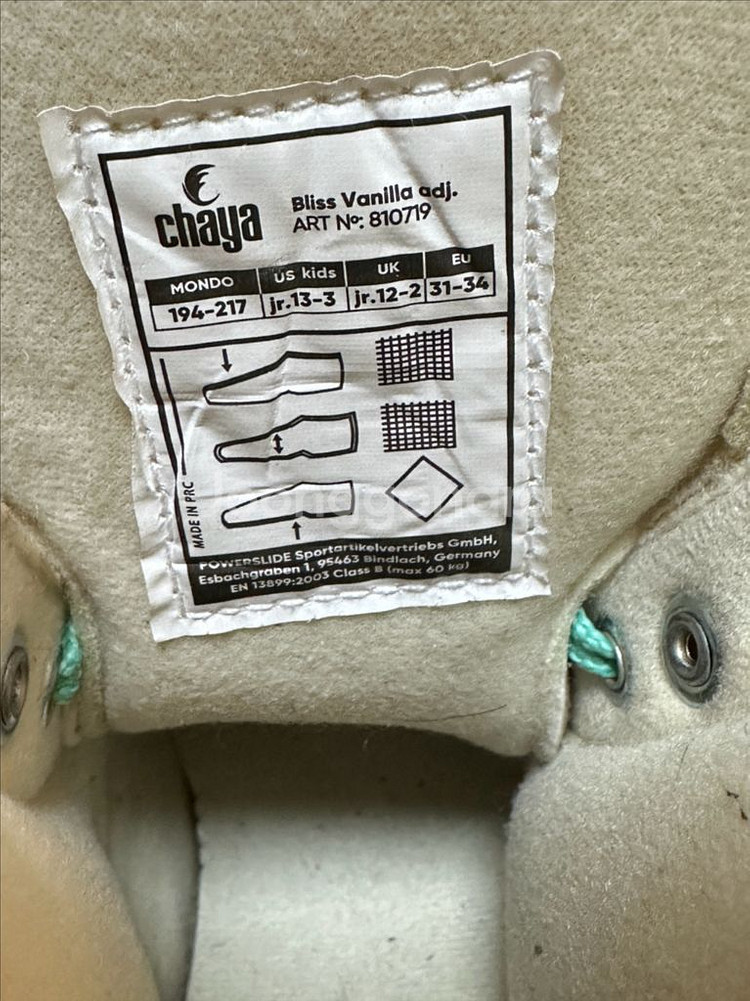 chaya
Bliss Vanilla adj.
ART Nº: 810719
MONDO US kids UK EU
194-217 jr.13-3 jr.12-2 31-34
MADE IN PRC
POWERSLIDE Sportartikelvertriebs GmbH,
Esbachgraben 1, 95463 Bindlach, Germany
EN 13899:2003 Class B (max 60 kg)